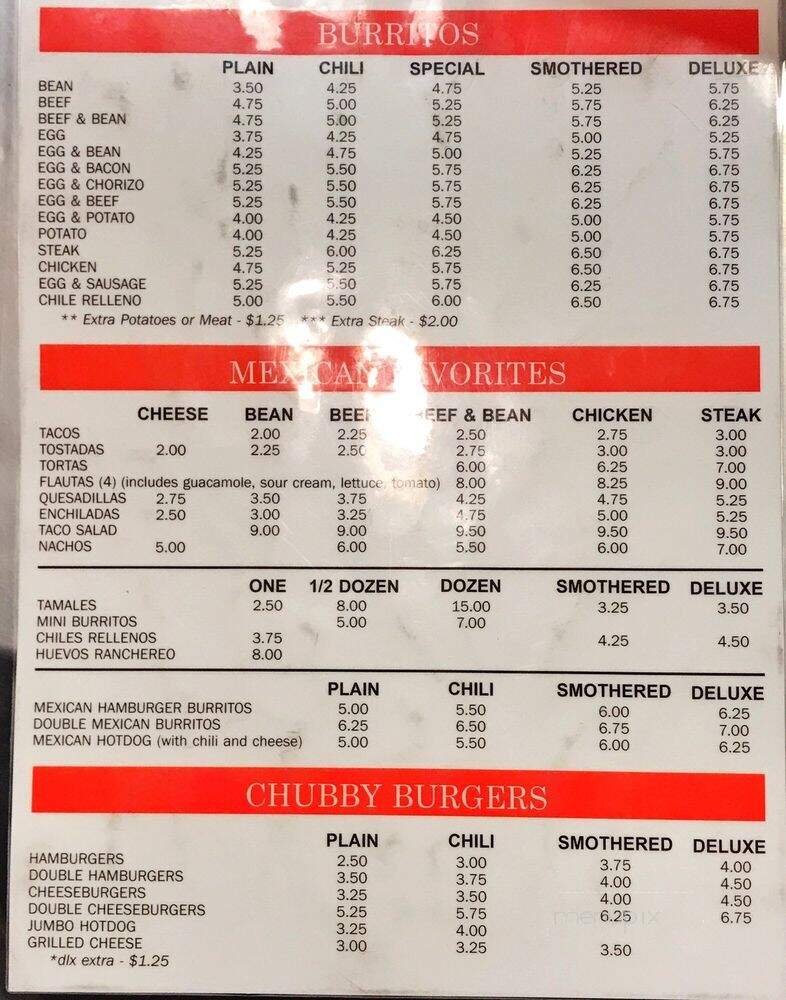 BURRITOS
PLAIN CHILI SPECIAL SMOTHERED DELUXE
BEAN 3.50 4.25 4.75 5.25 5.75
BEEF 4.75 5.00 5.25 5.75 6.25
BEEF & BEAN 4.75 5.00 5.25 5.75 6.25
EGG 3.75 4.25 4.75 5.00 5.25
EGG & BEAN 4.25 4.75 5.00 5.25 5.75
EGG & BACON 5.25 5.50 5.75 6.25 6.75
EGG & CHORIZO 5.25 5.50 5.75 6.25 6.75
EGG & BEEF 5.25 5.50 5.75 6.25 6.75
EGG & POTATO 4.00 4.25 4.50 5.00 5.75
POTATO 4.00 4.25 4.50 5.00 5.75
STEAK 5.25 6.00 6.25 6.50 6.75
CHICKEN 4.75 5.25 5.75 6.50 6.75
EGG & SAUSAGE 5.25 5.50 5.75 6.25 6.75
CHILE RELLENO 5.00 5.50 6.00 6.50 6.75
** Extra Potatoes or Meat - $1.25 *** Extra Steak - $2.00
MEXICAN FAVORITES
CHEESE BEAN BEEF BEEF & BEAN CHICKEN STEAK
TACOS 2.00 2.25 2.50 2.75 3.00
TOSTADAS 2.00 2.25 2.50 2.75 3.00 3.00
TORTAS 6.00 6.25 7.00
FLAUTAS (4) (includes guacamole, sour cream, lettuce, tomato) 8.00 8.25 9.00
QUESADILLAS 2.75 3.50 3.75 4.25 4.75 5.25
ENCHILADAS 2.50 3.00 3.25 4.75 5.00 5.25
TACO SALAD 9.00 9.00 9.50 9.50 9.50
NACHOS 5.00 6.00 5.50 6.00 7.00
ONE 1/2 DOZEN DOZEN SMOTHERED DELUXE
TAMALES 2.50 8.00 15.00 3.25 3.50
MINI BURRITOS 5.00 7.00
CHILES RELLENOS 3.75 4.25 4.50
HUEVOS RANCHEREO 8.00
PLAIN CHILI SMOTHERED DELUXE
MEXICAN HAMBURGER BURRITOS 5.00 5.50 6.00 6.25
DOUBLE MEXICAN BURRITOS 6.25 6.50 6.75 7.00
MEXICAN HOTDOG (with chili and cheese) 5.00 5.50 6.00 6.25
CHUBBY BURGERS
PLAIN CHILI SMOTHERED DELUXE
HAMBURGERS 2.50 3.00 3.75 4.00
DOUBLE HAMBURGERS 3.50 3.75 4.00 4.50
CHEESEBURGERS 3.25 3.50 4.00 4.50
DOUBLE CHEESEBURGERS 5.25 5.75 6.25 6.75
JUMBO HOTDOG 3.25 4.00
GRILLED CHEESE 3.00 3.25 3.50
*dlx extra - $1.25